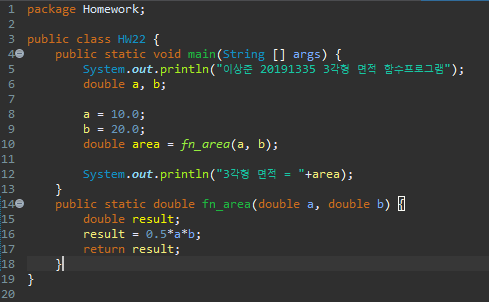 1 package Homework;
2
3 public class HW22 {
4 public static void main(String [] args) {
5 System.out.println("이상준 20191335 3각형 면적 함수프로그램");
6 double a, b;
7
8 a = 10.0;
9 b = 20.0;
10 double area = fn_area(a, b);
11
12 System.out.println("3각형 면적 = "+area);
13 }
14 public static double fn_area(double a, double b) {
15 double result;
16 result = 0.5*a*b;
17 return result;
18 }
19 }
20